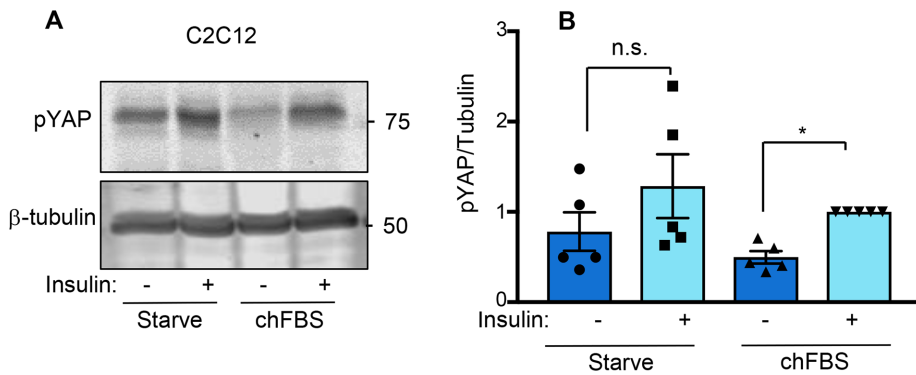 A
C2C12
pYAP
75
β-tubulin
50
Insulin: - + - +
Starve chFBS
B
pYAP/Tubulin
3
2
1
0
n.s.
*
Insulin: - + - +
Starve chFBS